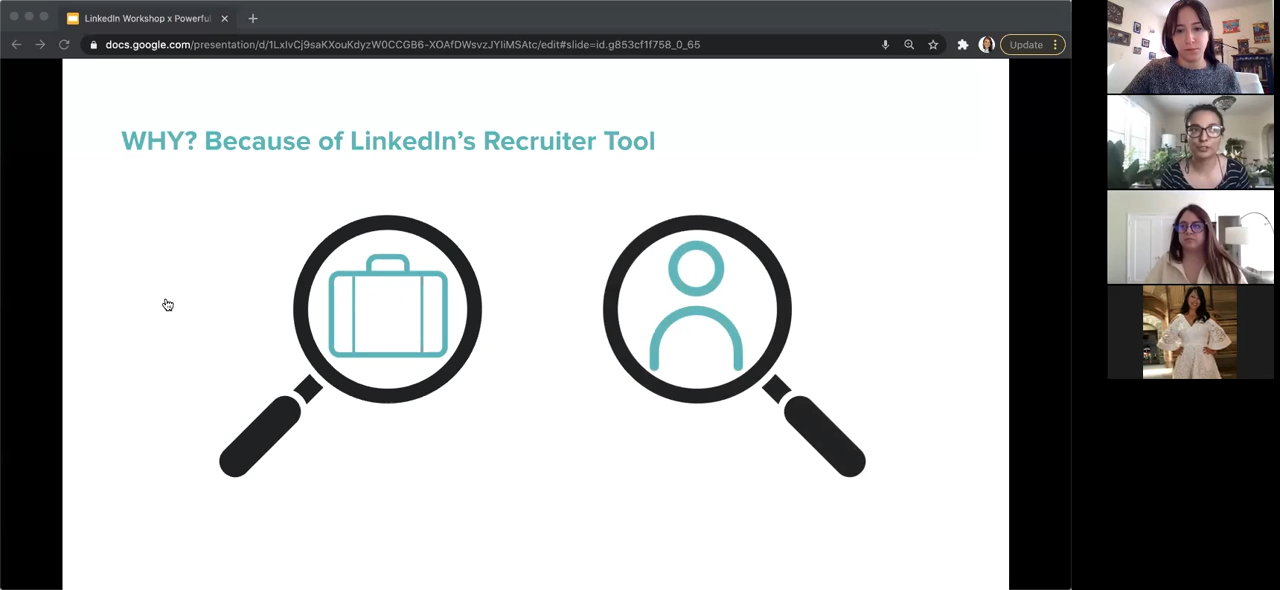 LinkedIn Workshop x Powerful
docs.google.com/presentation/d/1LxIvCj9saKXouKdyzW0CCGB6-XOAfDWsvzJYIiMSAtc/edit#slide=id.g853cf1f758_0_65
Update
WHY? Because of LinkedIn’s Recruiter Tool